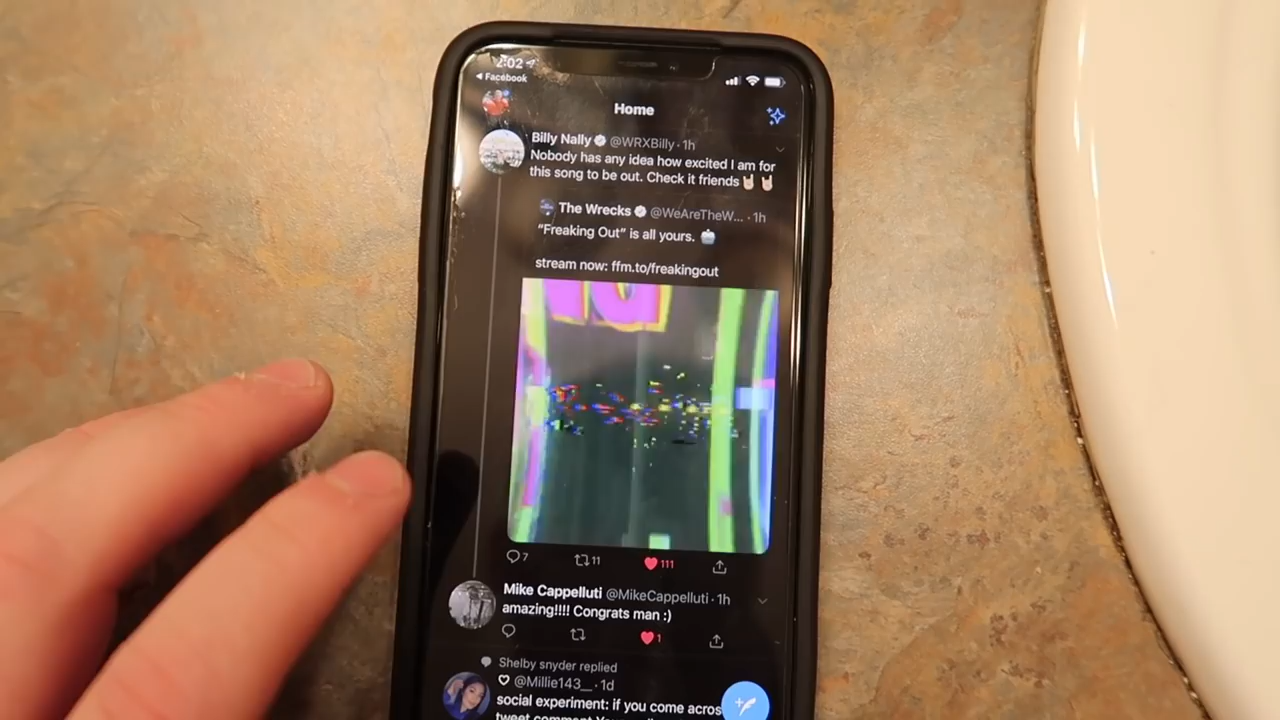 2:02
Facebook
Home
Billy Nally @WRXBilly · 1h
Nobody has any idea how excited I am for
this song to be out. Check it friends🤘🏻🤘🏻
The Wrecks @WeAreTheW... · 1h
“Freaking Out” is all yours.
stream now: ffm.to/freakingout
7
11
111
Mike Cappelluti @MikeCappelluti · 1h
amazing!!!! Congrats man :)
1
Shelby snyder replied
@Millie143__ · 1d
social experiment: if you come acros
tweet comment